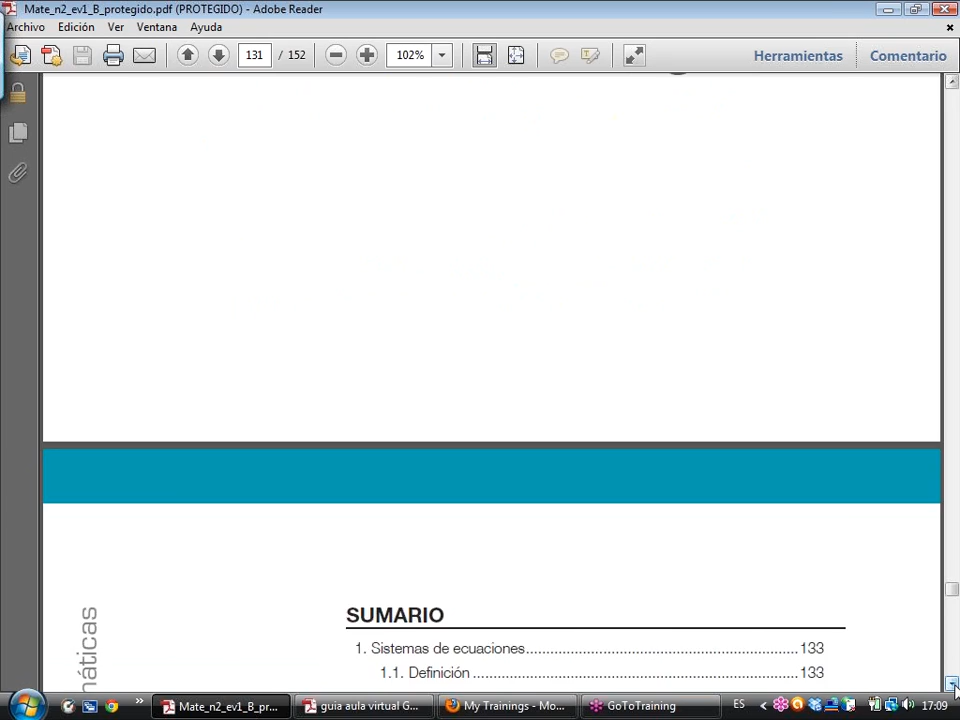 Mate_n2_ev1_B_protegido.pdf (PROTEGIDO) - Adobe Reader
Archivo Edición Ver Ventana Ayuda
131 / 152 102% Herramientas Comentario
SUMARIO
1. Sistemas de ecuaciones 133
1.1. Definición 133
máticas
Mate_n2_ev1_B_pr... guia aula virtual G... My Trainings - Mo... GoToTraining ES 17:09